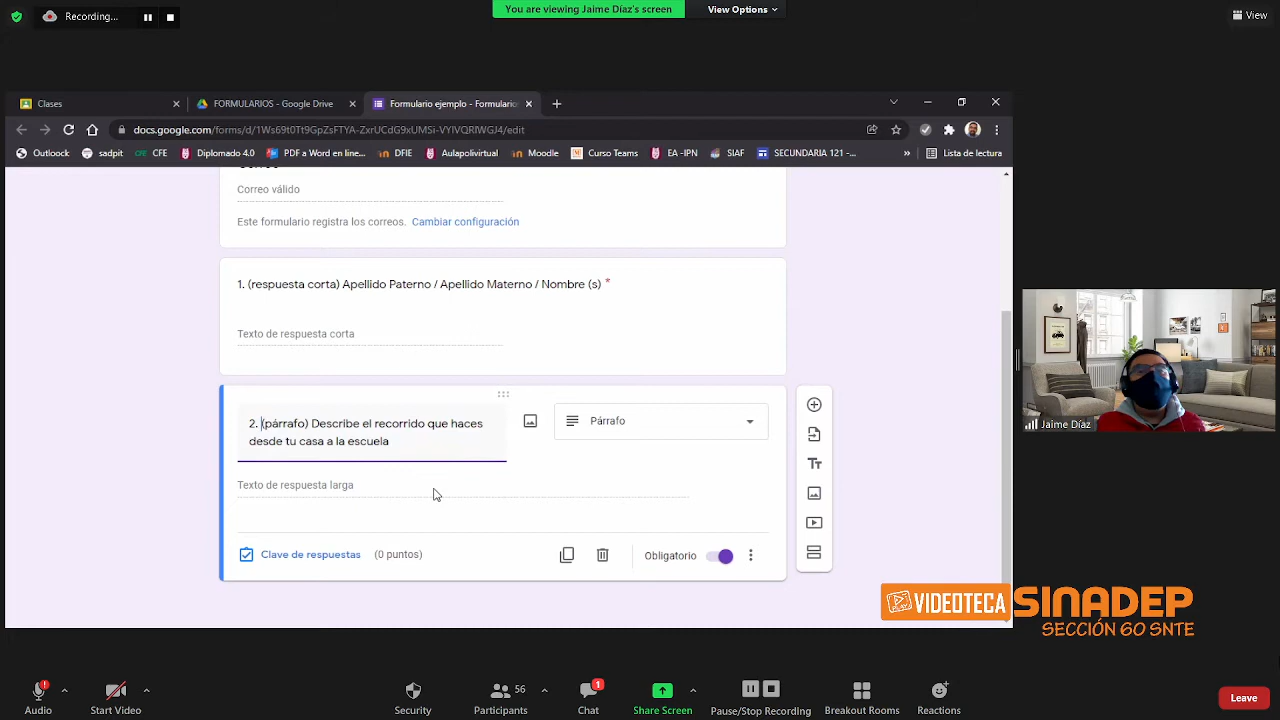 Recording...
You are viewing Jaime Díaz's screen
View Options
View
Clases
FORMULARIOS - Google Drive
Formulario ejemplo - Formularios
docs.google.com/forms/d/1Ws69t0Tt9GpZsFTYA-ZxrUCdG9xUMSi-VYIVQRIWGJ4/edit
Outloock
sadpit
CFE
CFE
Diplomado 4.0
PDF a Word en line...
DFIE
Aulapolivirtual
Moodle
Curso Teams
EA -IPN
SIAF
SECUNDARIA 121 -...
»
Lista de lectura
Correo válido
Este formulario registra los correos. Cambiar configuración
1. (respuesta corta) Apellido Paterno / Apellido Materno / Nombre (s) *
Texto de respuesta corta
2. (párrafo) Describe el recorrido que haces
desde tu casa a la escuela
Párrafo
Texto de respuesta larga
Clave de respuestas (0 puntos)
Obligatorio
Jaime Díaz
VIDEOTECA
SINADEP
SECCIÓN 60 SNTE
Audio
Start Video
Security
56
Participants
1
Chat
Share Screen
Pause/Stop Recording
Breakout Rooms
Reactions
Leave